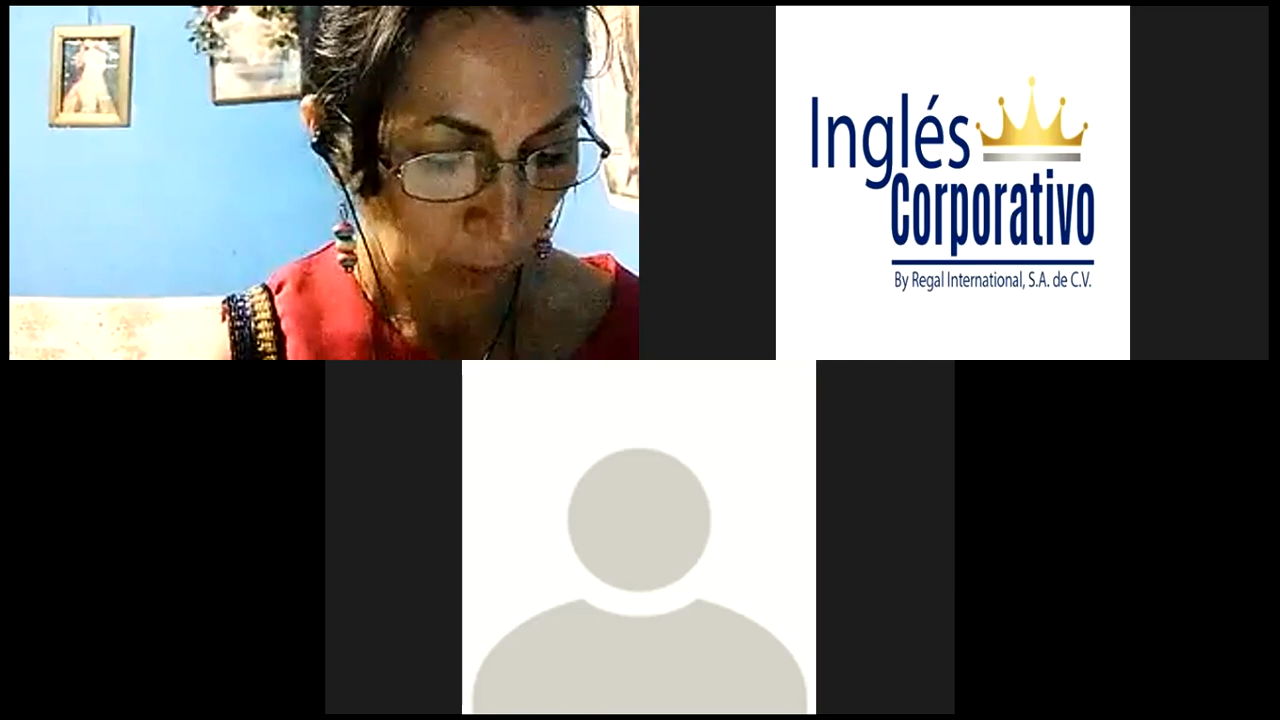 Inglés
Corporativo
By Regal International, S.A. de C.V.